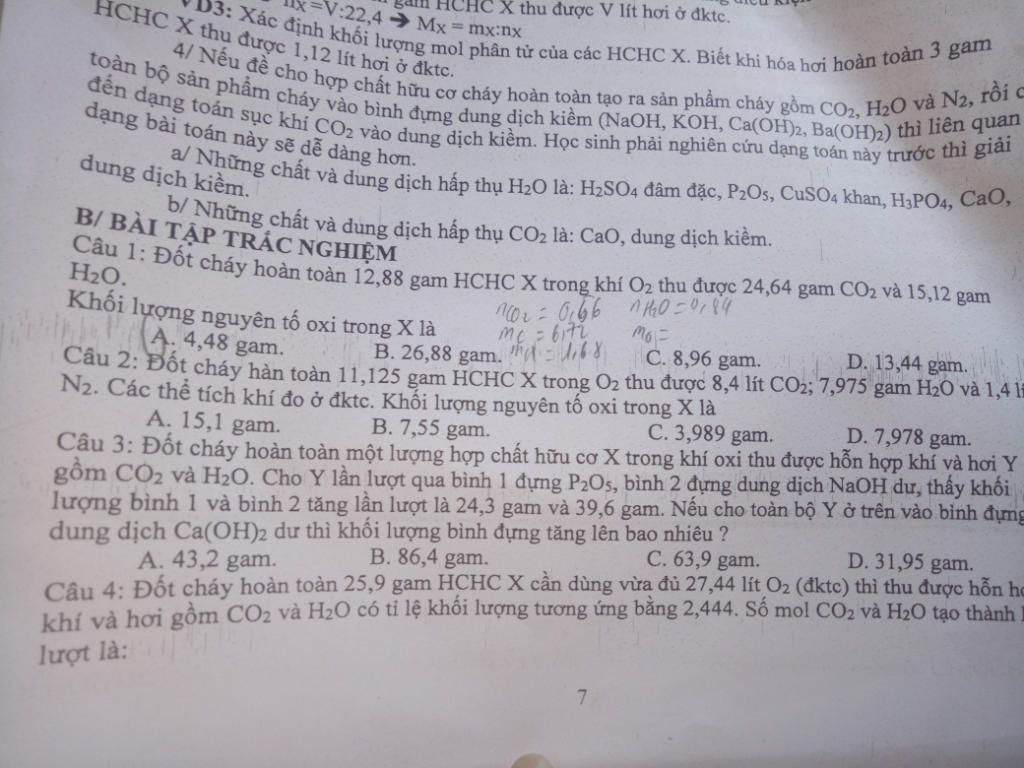 nx=V:22,4 ➔ Mx = mx:nx
gam HCHC X thu được V lít hơi ở đktc.
VD3: Xác định khối lượng mol phân tử của các HCHC X. Biết khi hóa hơi hoàn toàn 3 gam
HCHC X thu được 1,12 lít hơi ở đktc.
4/ Nếu đề cho hợp chất hữu cơ cháy hoàn toàn tạo ra sản phẩm cháy gồm CO₂, H₂O và N₂, rồi c
toàn bộ sản phẩm cháy vào bình đựng dung dịch kiềm (NaOH, KOH, Ca(OH)₂, Ba(OH)₂) thì liên quan
đến dạng toán sục khí CO₂ vào dung dịch kiềm. Học sinh phải nghiên cứu dạng toán này trước thì giải
dạng bài toán này sẽ dễ dàng hơn.
a/ Những chất và dung dịch hấp thụ H₂O là: H₂SO₄ đâm đặc, P₂O₅, CuSO₄ khan, H₃PO₄, CaO,
dung dịch kiềm.
b/ Những chất và dung dịch hấp thụ CO₂ là: CaO, dung dịch kiềm.
B/ BÀI TẬP TRẮC NGHIỆM
Câu 1: Đốt cháy hoàn toàn 12,88 gam HCHC X trong khí O₂ thu được 24,64 gam CO₂ và 15,12 gam
H₂O.
nCO₂ = 0,66 nH₂O = 0,84
Khối lượng nguyên tố oxi trong X là
mC = 6,72 mO =
A. 4,48 gam. B. 26,88 gam. mH = 1,68 C. 8,96 gam. D. 13,44 gam.
Câu 2: Đốt cháy hàn toàn 11,125 gam HCHC X trong O₂ thu được 8,4 lít CO₂; 7,975 gam H₂O và 1,4 lí
N₂. Các thể tích khí đo ở đktc. Khối lượng nguyên tố oxi trong X là
A. 15,1 gam. B. 7,55 gam. C. 3,989 gam. D. 7,978 gam.
Câu 3: Đốt cháy hoàn toàn một lượng hợp chất hữu cơ X trong khí oxi thu được hỗn hợp khí và hơi Y
gồm CO₂ và H₂O. Cho Y lần lượt qua bình 1 đựng P₂O₅, bình 2 đựng dung dịch NaOH dư, thấy khối
lượng bình 1 và bình 2 tăng lần lượt là 24,3 gam và 39,6 gam. Nếu cho toàn bộ Y ở trên vào bình đựng
dung dịch Ca(OH)₂ dư thì khối lượng bình đựng tăng lên bao nhiêu ?
A. 43,2 gam. B. 86,4 gam. C. 63,9 gam. D. 31,95 gam.
Câu 4: Đốt cháy hoàn toàn 25,9 gam HCHC X cần dùng vừa đủ 27,44 lít O₂ (đktc) thì thu được hỗn hợ
khí và hơi gồm CO₂ và H₂O có tỉ lệ khối lượng tương ứng bằng 2,444. Số mol CO₂ và H₂O tạo thành l
lượt là:
7